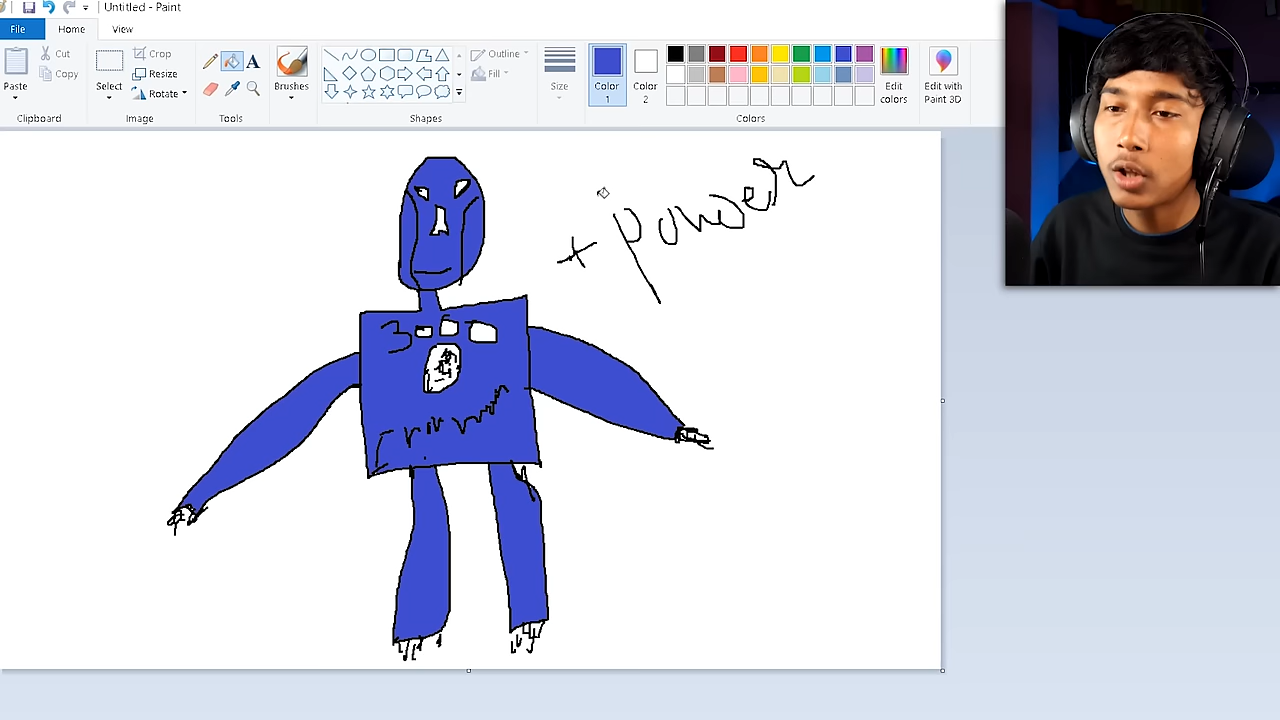 Untitled - Paint
File
Home
View
Paste
Cut
Copy
Clipboard
Select
Crop
Rotate
Image
A
Tools
Brushes
Shapes
Outline
Fill
Size
Color 1
Color 2
Edit colors
Edit with Paint 3D
Colors
+ Power
3